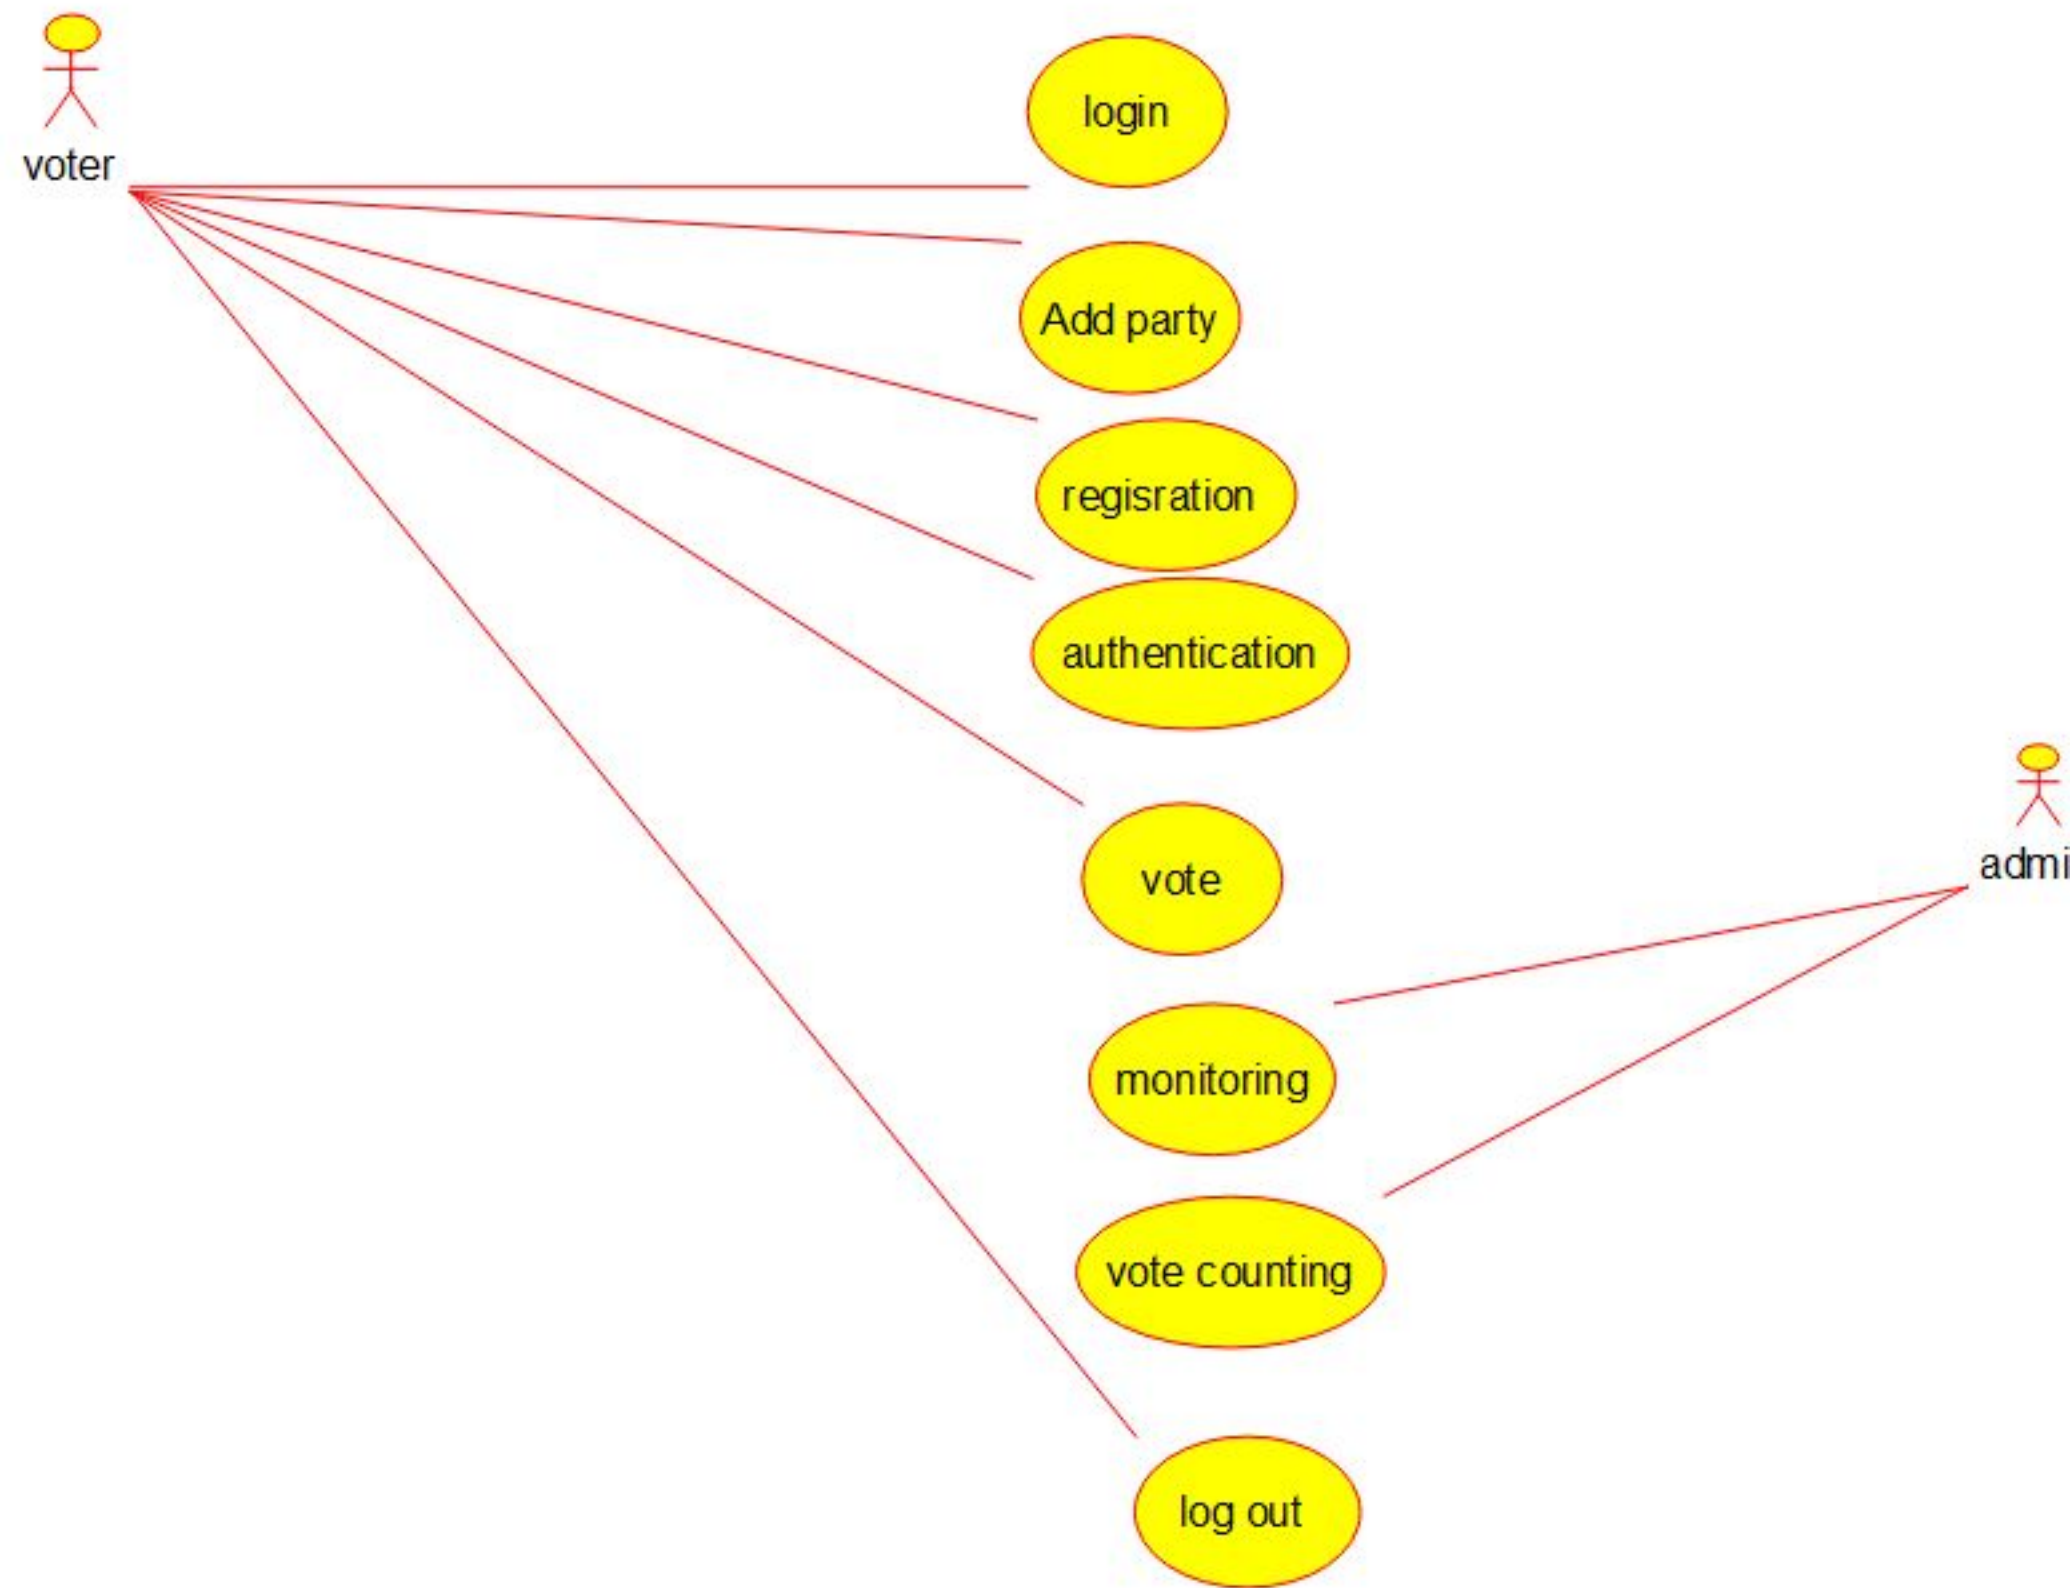 voter
login
Add party
regisration
authentication
vote
admi
monitoring
vote counting
log out